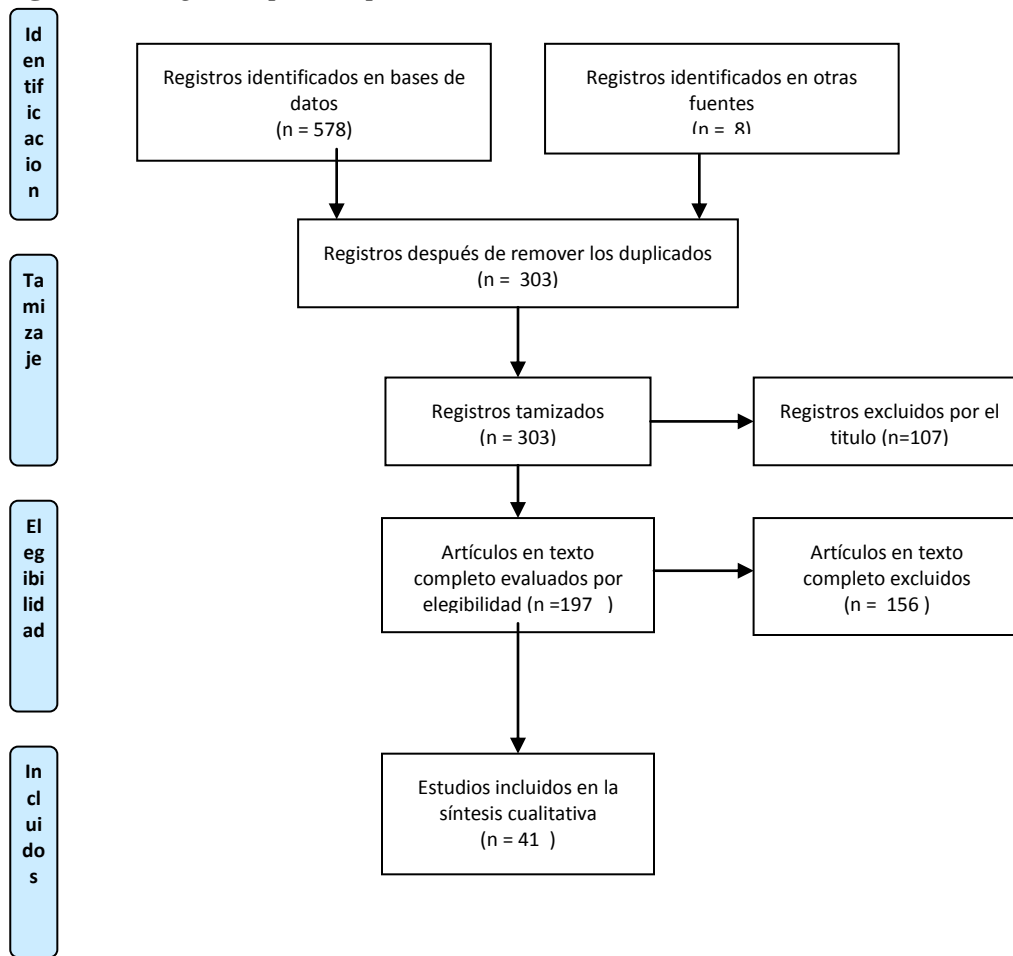 Id
en
tif
ic
ac
io
n
Registros identificados en bases de
datos
(n = 578)
Registros identificados en otras
fuentes
(n = 8)
Registros después de remover los duplicados
(n = 303)
Ta
mi
za
je
Registros tamizados
(n = 303)
Registros excluidos por el
titulo (n=107)
El
eg
ibi
lid
ad
Artículos en texto
completo evaluados por
elegibilidad (n =197 )
Artículos en texto
completo excluidos
(n = 156 )
In
cl
ui
do
s
Estudios incluidos en la
síntesis cualitativa
(n = 41 )